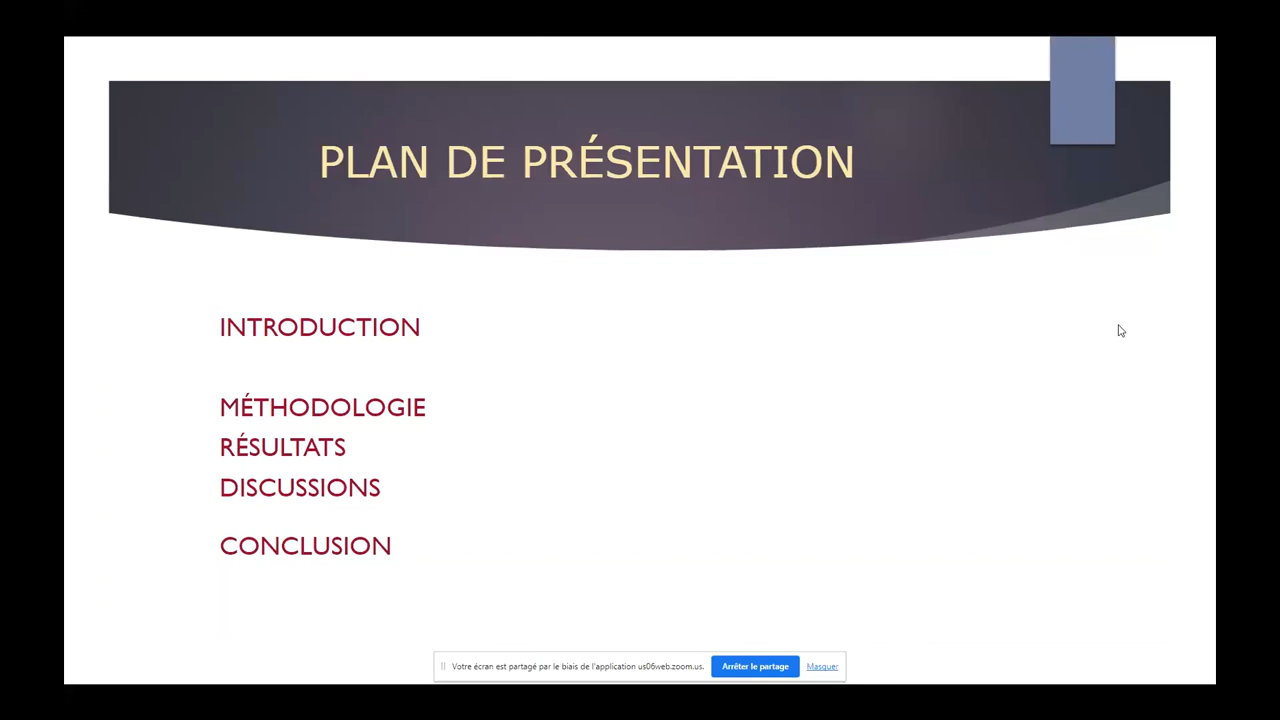 PLAN DE PRÉSENTATION
INTRODUCTION
MÉTHODOLOGIE
RÉSULTATS
DISCUSSIONS
CONCLUSION
Votre écran est partagé par le biais de l'application us06web.zoom.us. Arrêter le partage Masquer